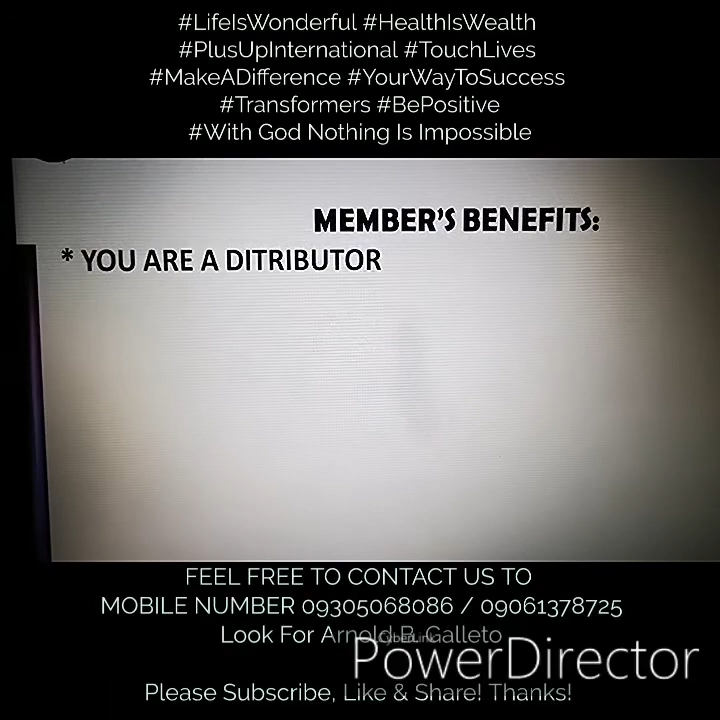 #LifeIsWonderful #HealthIsWealth
#PlusUpInternational #TouchLives
#MakeADifference #YourWayToSuccess
#Transformers #BePositive
#With God Nothing Is Impossible
MEMBER'S BENEFITS:
* YOU ARE A DITRIBUTOR
FEEL FREE TO CONTACT US TO
MOBILE NUMBER 09305068086 / 09061378725
Look For Arnold B. Galleto
CyberLink
PowerDirector
Please Subscribe, Like & Share! Thanks!